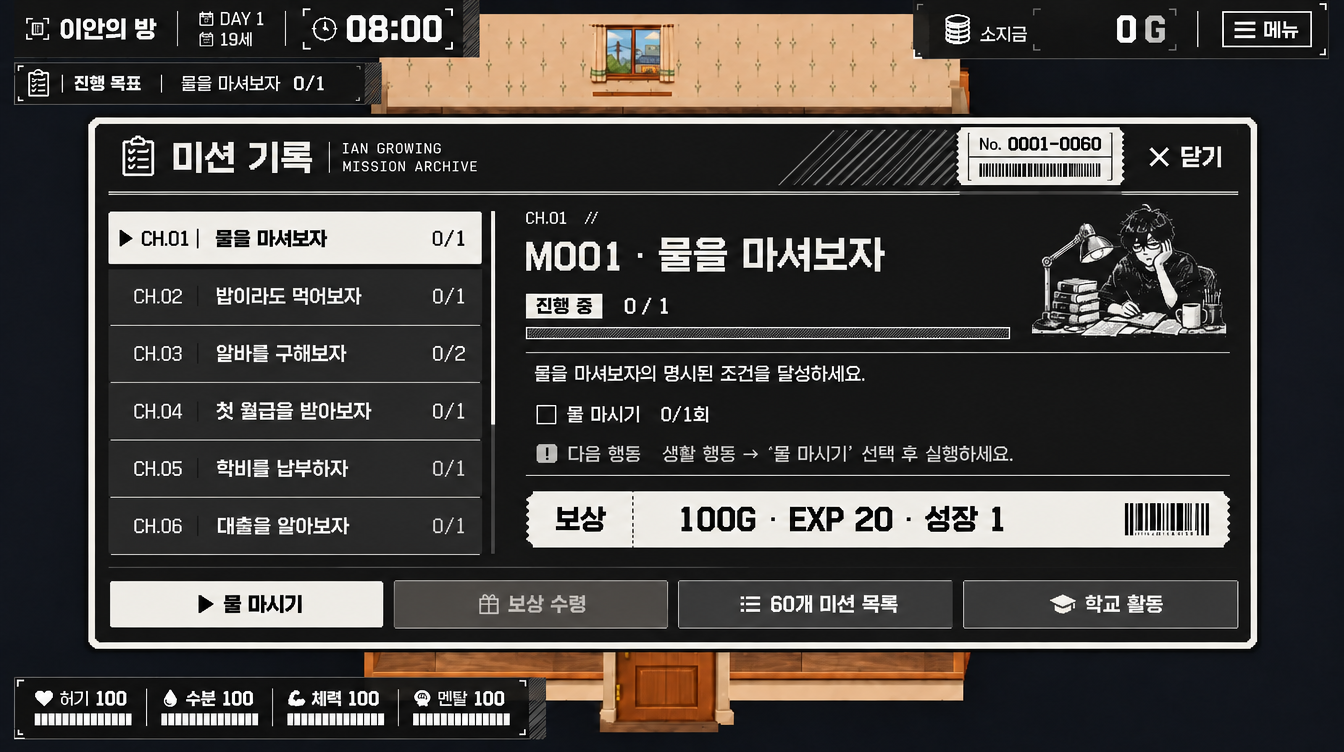 이안의 방
DAY 1
19세
08:00
소지금
0 G
메뉴
진행 목표
물을 마셔보자 0/1
미션 기록
IAN GROWING
MISSION ARCHIVE
No. 0001-0060
닫기
CH.01 물을 마셔보자 0/1
CH.02 밥이라도 먹어보자 0/1
CH.03 알바를 구해보자 0/2
CH.04 첫 월급을 받아보자 0/1
CH.05 학비를 납부하자 0/1
CH.06 대출을 알아보자 0/1
CH.01 //
M001 · 물을 마셔보자
진행 중 0 / 1
물을 마셔보자의 명시된 조건을 달성하세요.
물 마시기 0/1회
다음 행동 생활 행동 → '물 마시기' 선택 후 실행하세요.
보상 100G · EXP 20 · 성장 1
물 마시기
보상 수령
60개 미션 목록
학교 활동
허기 100
수분 100
체력 100
멘탈 100